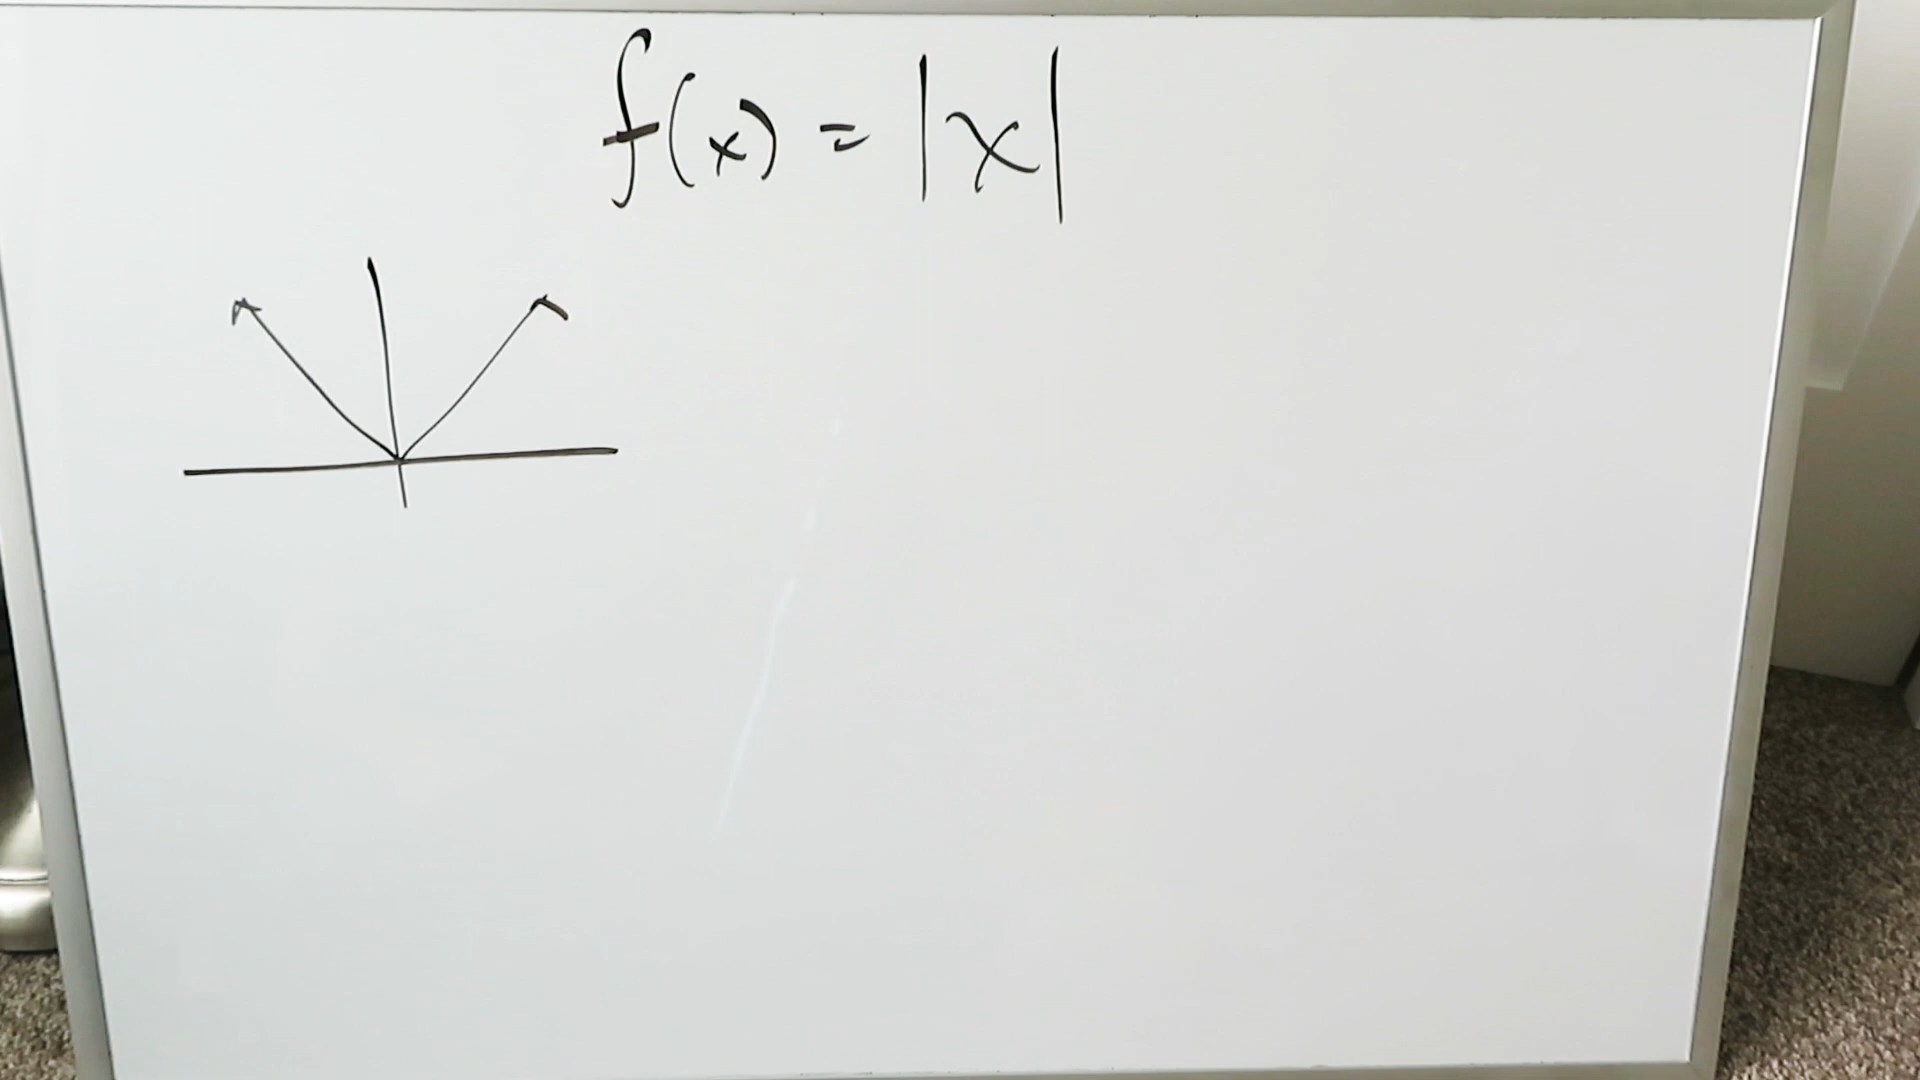 f(x) = |x|